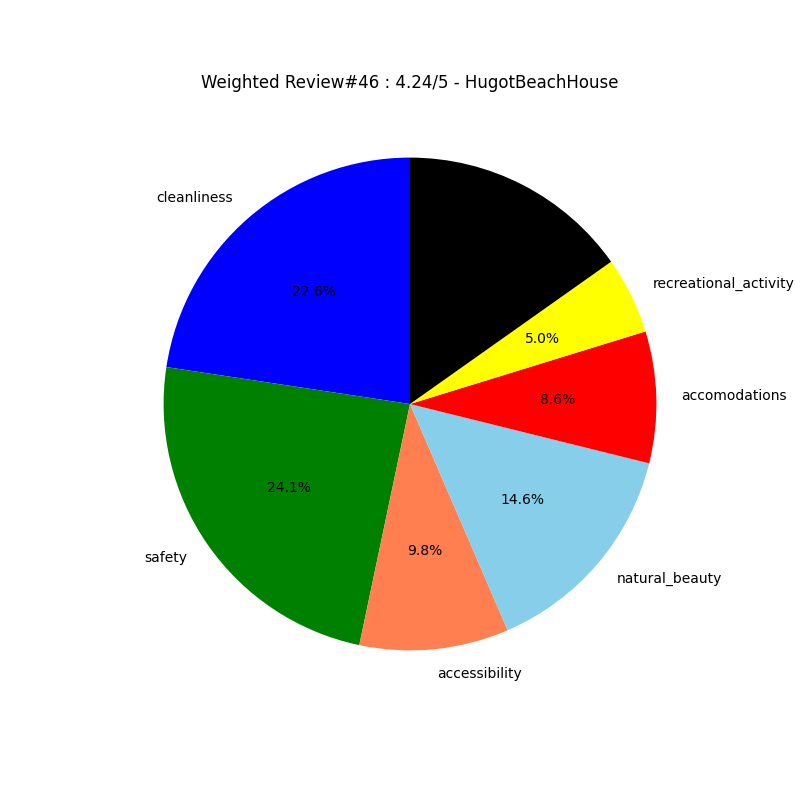 Weighted Review#46 : 4.24/5 - HugotBeachHouse
cleanliness
22.6%
recreational_activity
5.0%
accomodations
8.6%
natural_beauty
14.6%
safety
24.1%
accessibility
9.8%